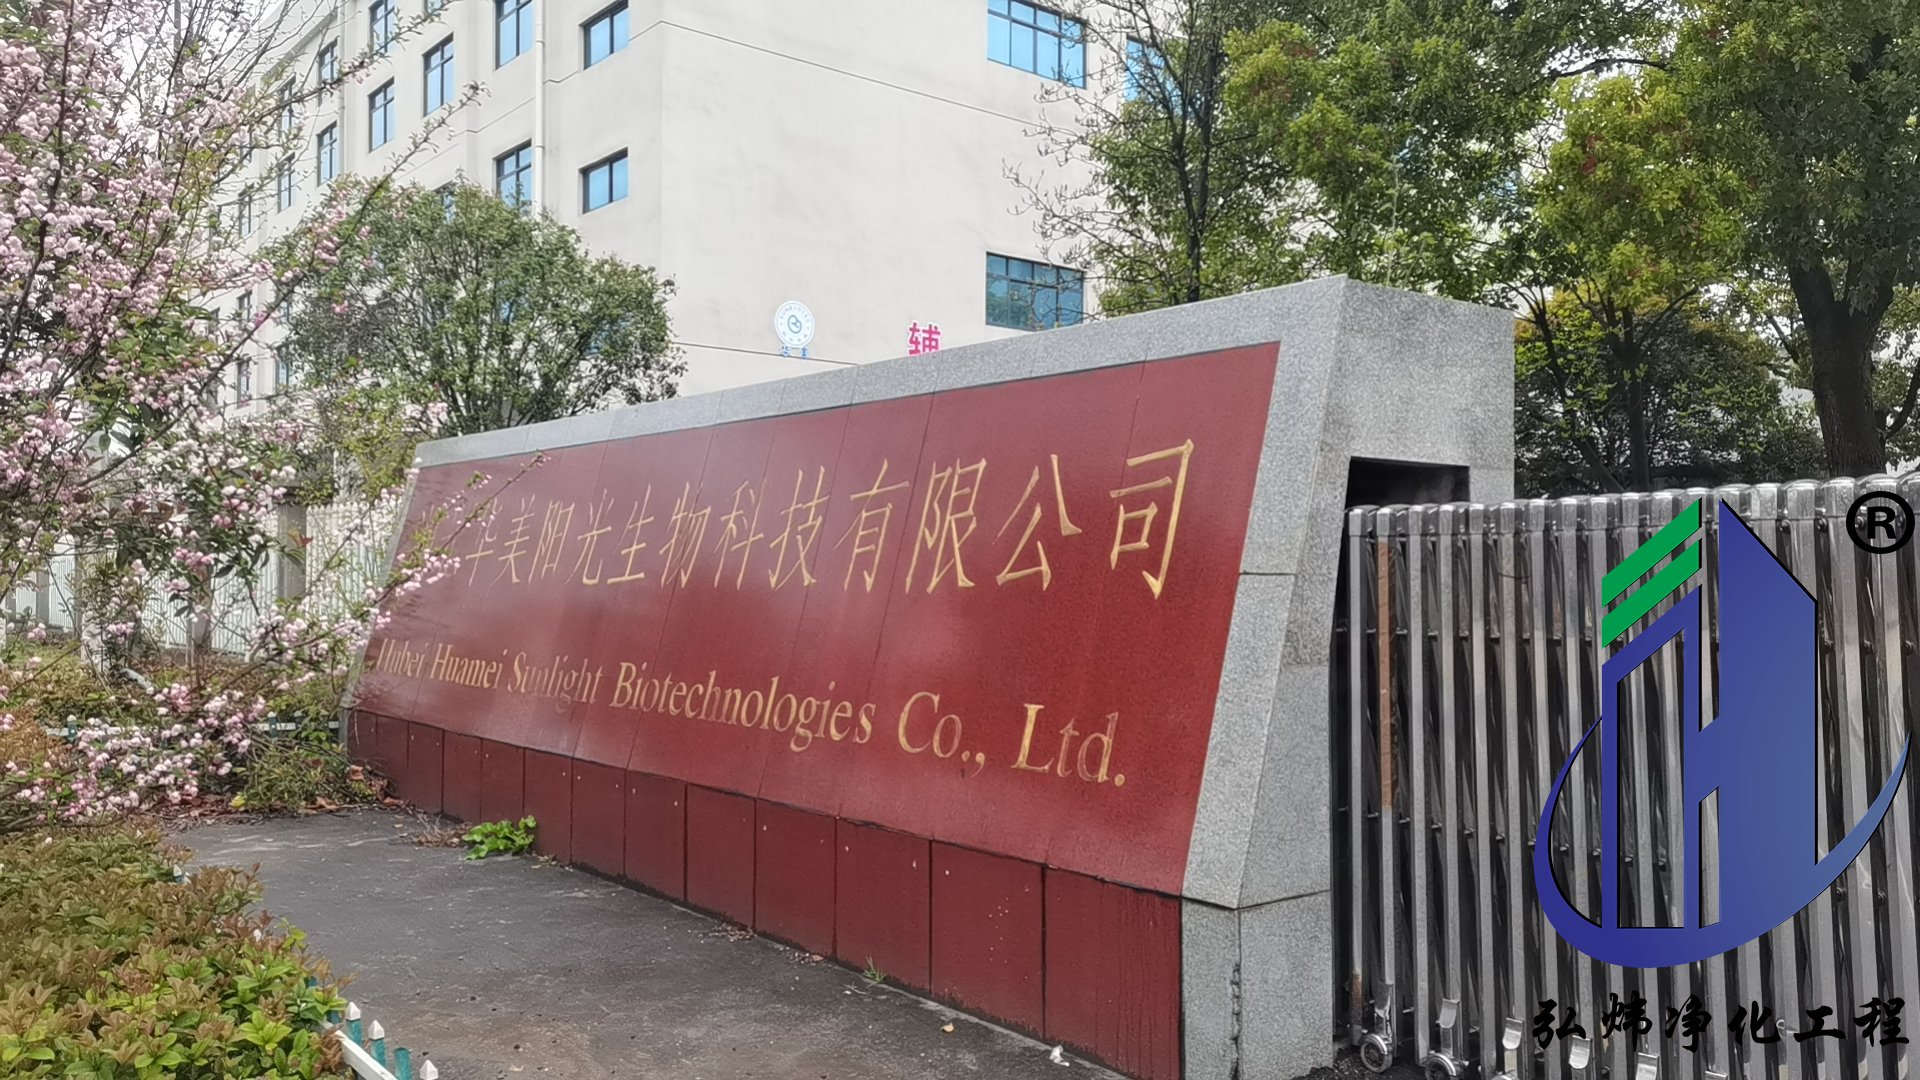 辅
华美阳光生物科技有限公司
Hubei Huamei Sunlight Biotechnologies Co., Ltd.
®
弘炜净化工程